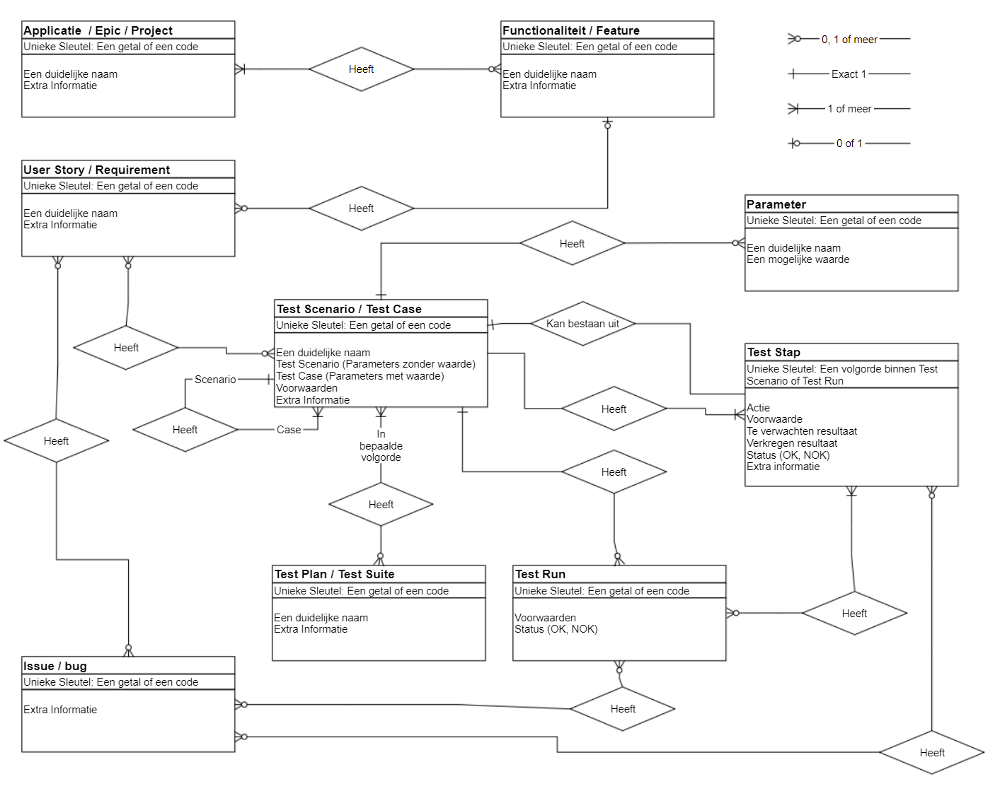 Applicatie / Epic / Project
Unieke Sleutel: Een getal of een code
Een duidelijke naam
Extra Informatie
Heeft
Functionaliteit / Feature
Unieke Sleutel: Een getal of een code
Een duidelijke naam
Extra Informatie
0, 1 of meer
Exact 1
1 of meer
0 of 1
User Story / Requirement
Unieke Sleutel: Een getal of een code
Een duidelijke naam
Extra Informatie
Heeft
Parameter
Unieke Sleutel: Een getal of een code
Een duidelijke naam
Een mogelijke waarde
Heeft
Test Scenario / Test Case
Unieke Sleutel: Een getal of een code
Een duidelijke naam
Test Scenario (Parameters zonder waarde)
Test Case (Parameters met waarde)
Voorwaarden
Extra Informatie
Kan bestaan uit
Heeft
Scenario
Heeft
Case
Test Stap
Unieke Sleutel: Een volgorde binnen Test
Scenario of Test Run
Actie
Voorwaarde
Te verwachten resultaat
Verkregen resultaat
Status (OK, NOK)
Extra informatie
Heeft
Heeft
In
bepaalde
volgorde
Heeft
Heeft
Test Plan / Test Suite
Unieke Sleutel: Een getal of een code
Een duidelijke naam
Extra Informatie
Test Run
Unieke Sleutel: Een getal of een code
Voorwaarden
Status (OK, NOK)
Heeft
Issue / bug
Unieke Sleutel: Een getal of een code
Extra Informatie
Heeft
Heeft